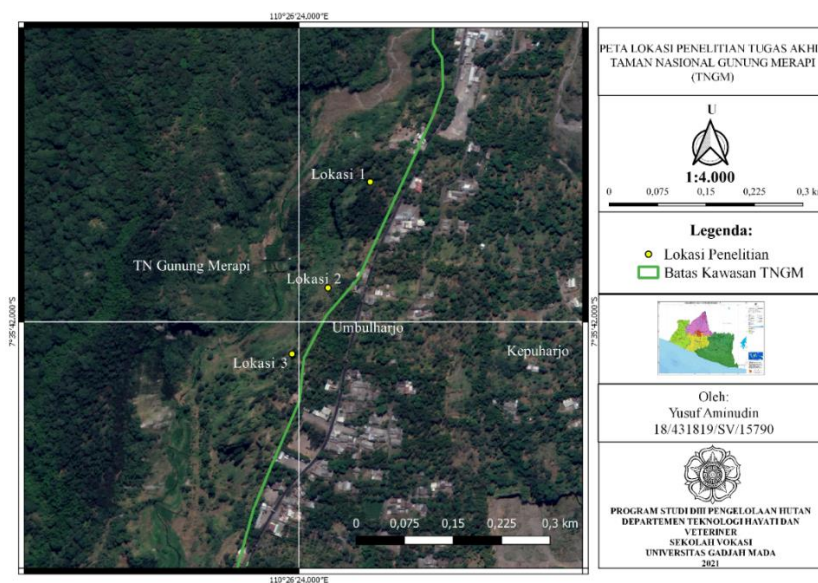 110°26'24,000"E
7°35'42,000"S
Lokasi 1
TN Gunung Merapi
Lokasi 2
Umbulharjo
Lokasi 3
Kepuharjo
0 0,075 0,15 0,225 0,3 km
7°35'42,000"S
110°26'24,000"E
PETA LOKASI PENELITIAN TUGAS AKHI
TAMAN NASIONAL GUNUNG MERAPI
(TNGM)
U
1:4.000
0 0,075 0,15 0,225 0,3 k
Legenda:
Lokasi Penelitian
Batas Kawasan TNGM
Oleh:
Yusuf Aminudin
18/431819/SV/15790
PROGRAM STUDI DIII PENGELOLAAN HUTAN
DEPARTEMEN TEKNOLOGI HAYATI DAN
VETERINER
SEKOLAH VOKASI
UNIVERSITAS GADJAH MADA
2021